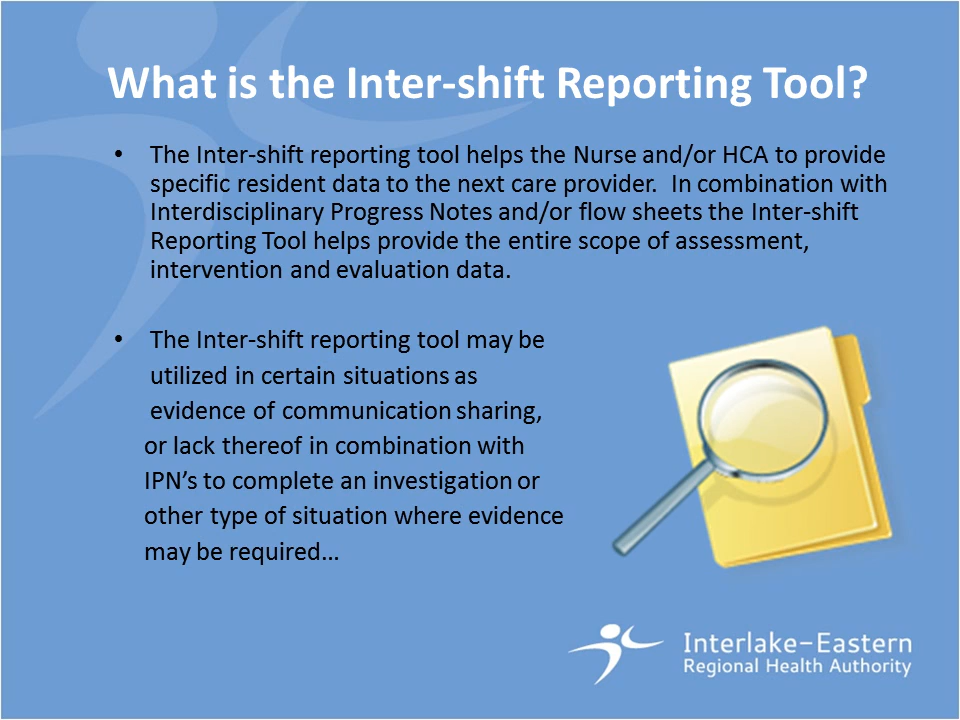 What is the Inter-shift Reporting Tool?
• The Inter-shift reporting tool helps the Nurse and/or HCA to provide
specific resident data to the next care provider.  In combination with
Interdisciplinary Progress Notes and/or flow sheets the Inter-shift
Reporting Tool helps provide the entire scope of assessment,
intervention and evaluation data.
• The Inter-shift reporting tool may be
utilized in certain situations as
evidence of communication sharing,
or lack thereof in combination with
IPN’s to complete an investigation or
other type of situation where evidence
may be required…
Interlake-Eastern
Regional Health Authority